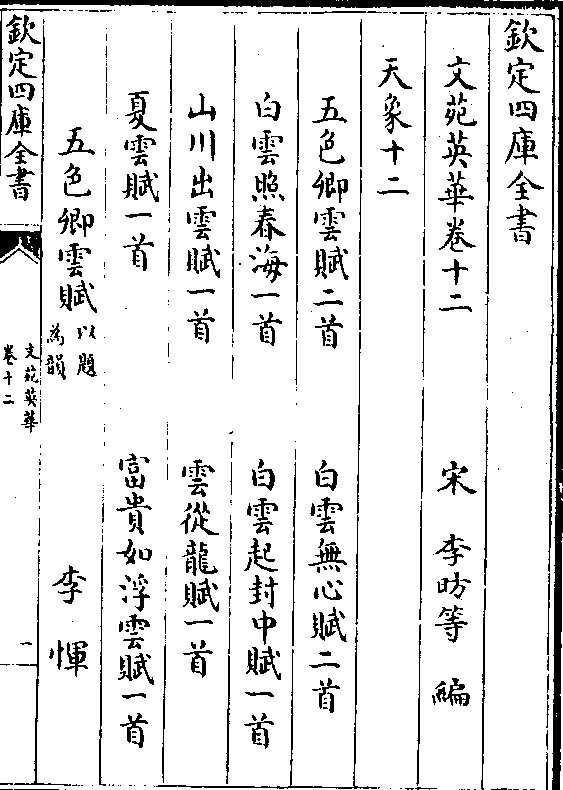 欽定四庫全書
文苑英華卷十二
宋 李昉等 編
天象十二
五色卿雲賦二首 白雲無心賦二首
白雲照春海一首 白雲起封中賦一首
山川出雲賦一首 雲從龍賦一首
夏雲賦一首 富貴如浮雲賦一首
五色卿雲賦 以題為韻 李惲
欽定四庫全書
文苑英華
卷十二
一